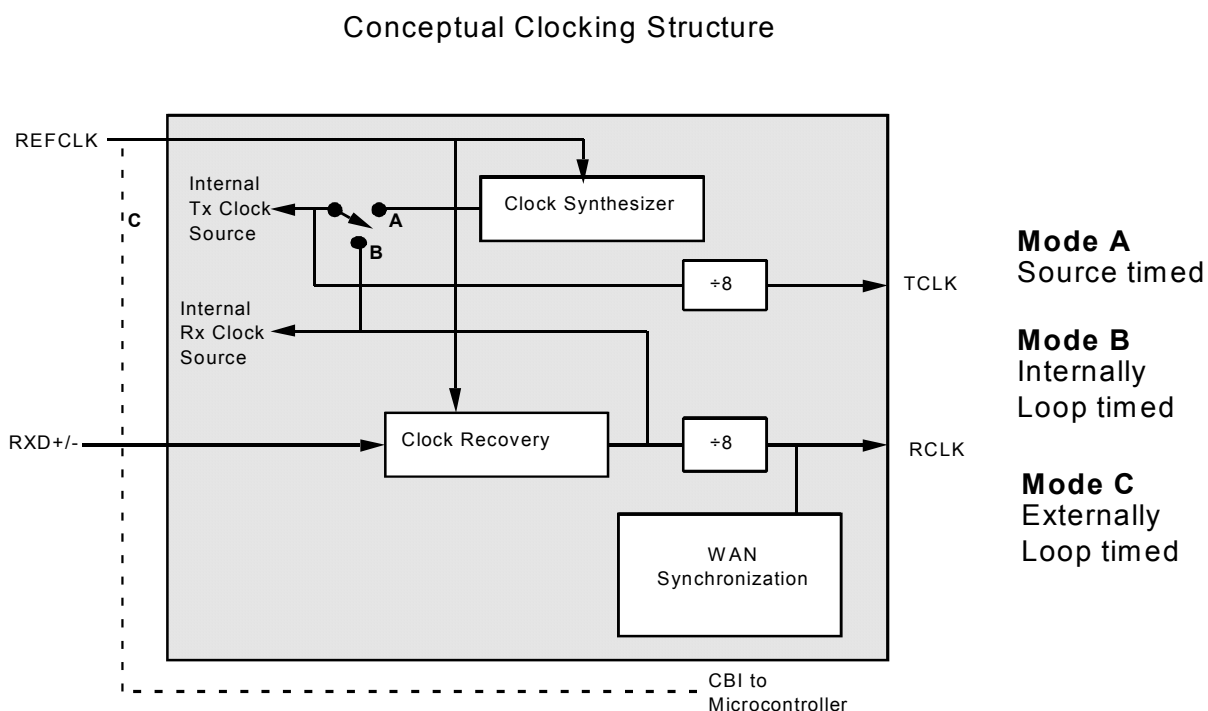 Conceptual Clocking Structure
REFCLK
Internal
Tx Clock
Source
C
A
B
Clock Synthesizer
÷8
TCLK
Internal
Rx Clock
Source
RXD+/-
Clock Recovery
÷8
RCLK
WAN
Synchronization
CBI to
Microcontroller
Mode A
Source timed
Mode B
Internally
Loop timed
Mode C
Externally
Loop timed